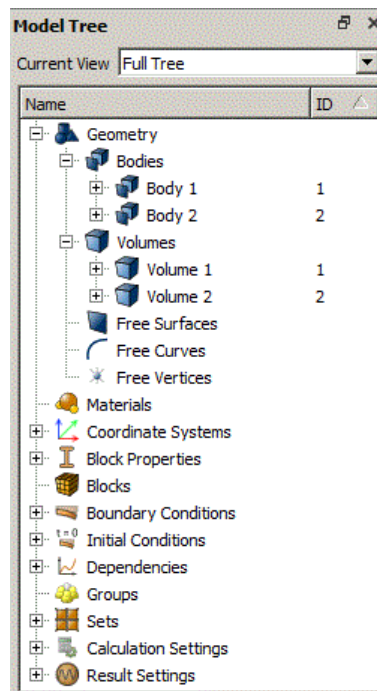 Model Tree
Current View Full Tree
Name ID
Geometry
Bodies
Body 1 1
Body 2 2
Volumes
Volume 1 1
Volume 2 2
Free Surfaces
Free Curves
Free Vertices
Materials
Coordinate Systems
Block Properties
Blocks
Boundary Conditions
t=0
Initial Conditions
Dependencies
Groups
Sets
Calculation Settings
Result Settings